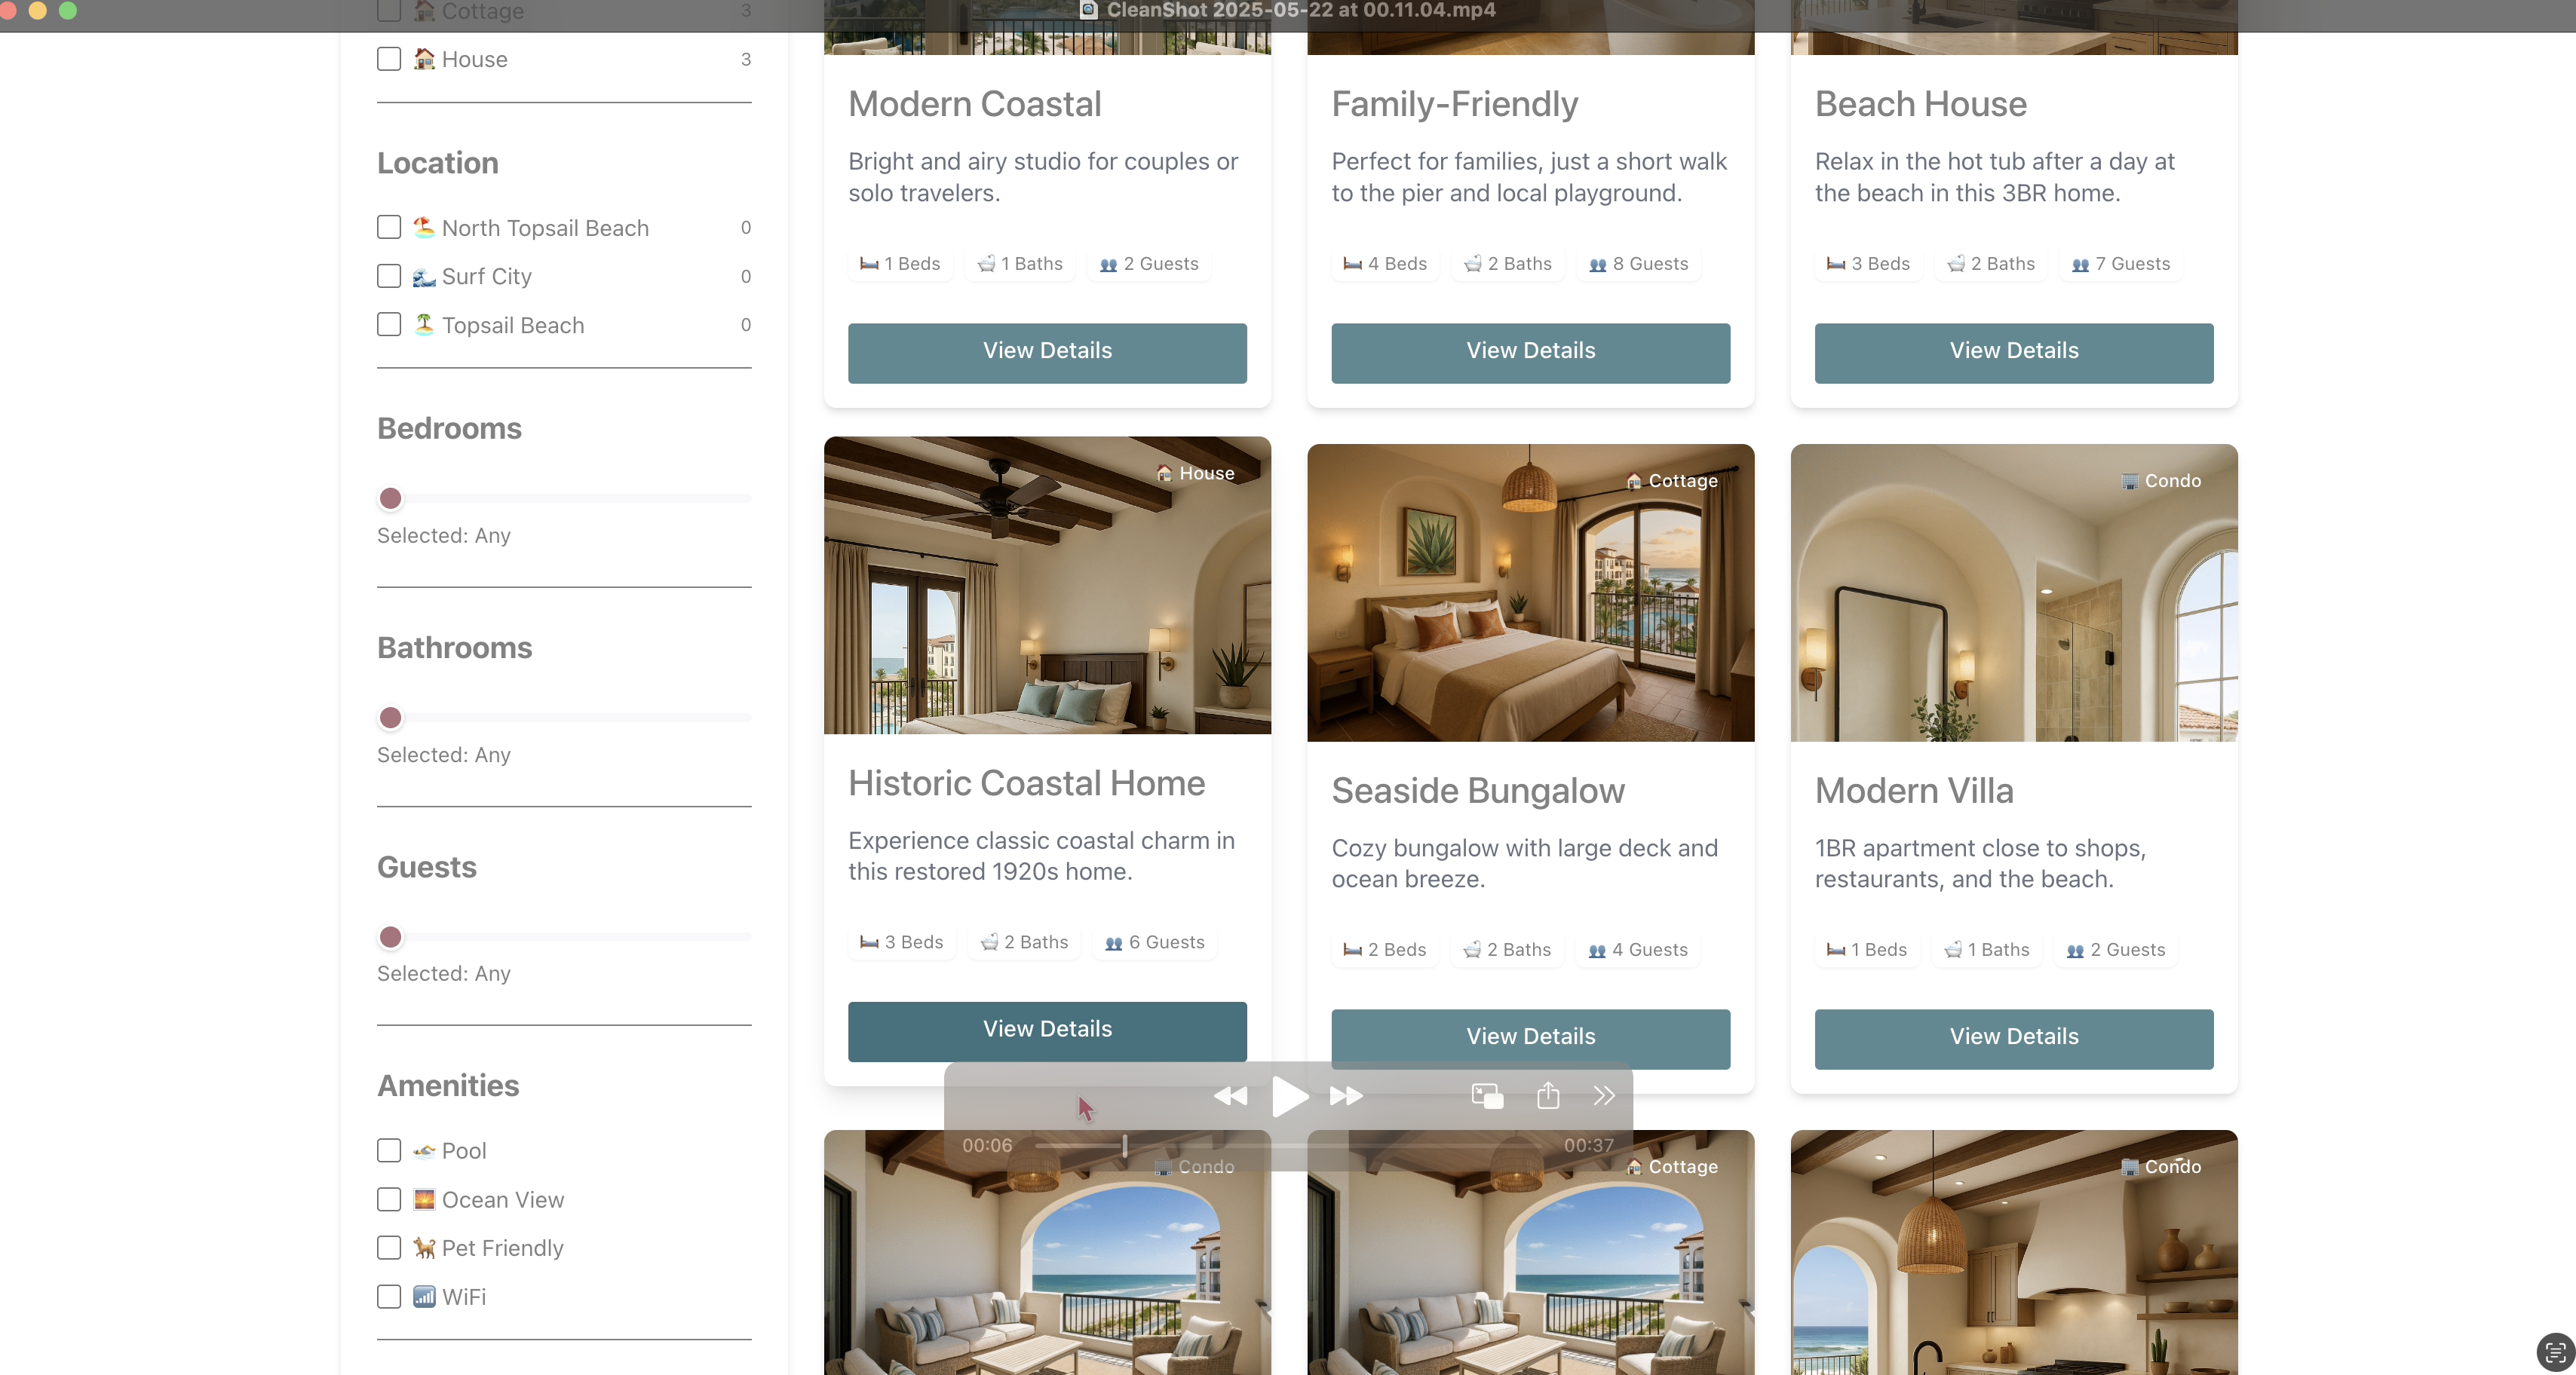 CleanShot 2025-05-22 at 00.11.04.mp4
Cottage 3
House 3
Location
North Topsail Beach 0
Surf City 0
Topsail Beach 0
Bedrooms
Selected: Any
Bathrooms
Selected: Any
Guests
Selected: Any
Amenities
Pool
Ocean View
Pet Friendly
WiFi
Modern Coastal
Bright and airy studio for couples or
solo travelers.
1 Beds 1 Baths 2 Guests
View Details
Family-Friendly
Perfect for families, just a short walk
to the pier and local playground.
4 Beds 2 Baths 8 Guests
View Details
Beach House
Relax in the hot tub after a day at
the beach in this 3BR home.
3 Beds 2 Baths 7 Guests
View Details
House
Historic Coastal Home
Experience classic coastal charm in
this restored 1920s home.
3 Beds 2 Baths 6 Guests
View Details
Cottage
Seaside Bungalow
Cozy bungalow with large deck and
ocean breeze.
2 Beds 2 Baths 4 Guests
View Details
Condo
Modern Villa
1BR apartment close to shops,
restaurants, and the beach.
1 Beds 1 Baths 2 Guests
View Details
00:06 00:37
Condo
Cottage
Condo